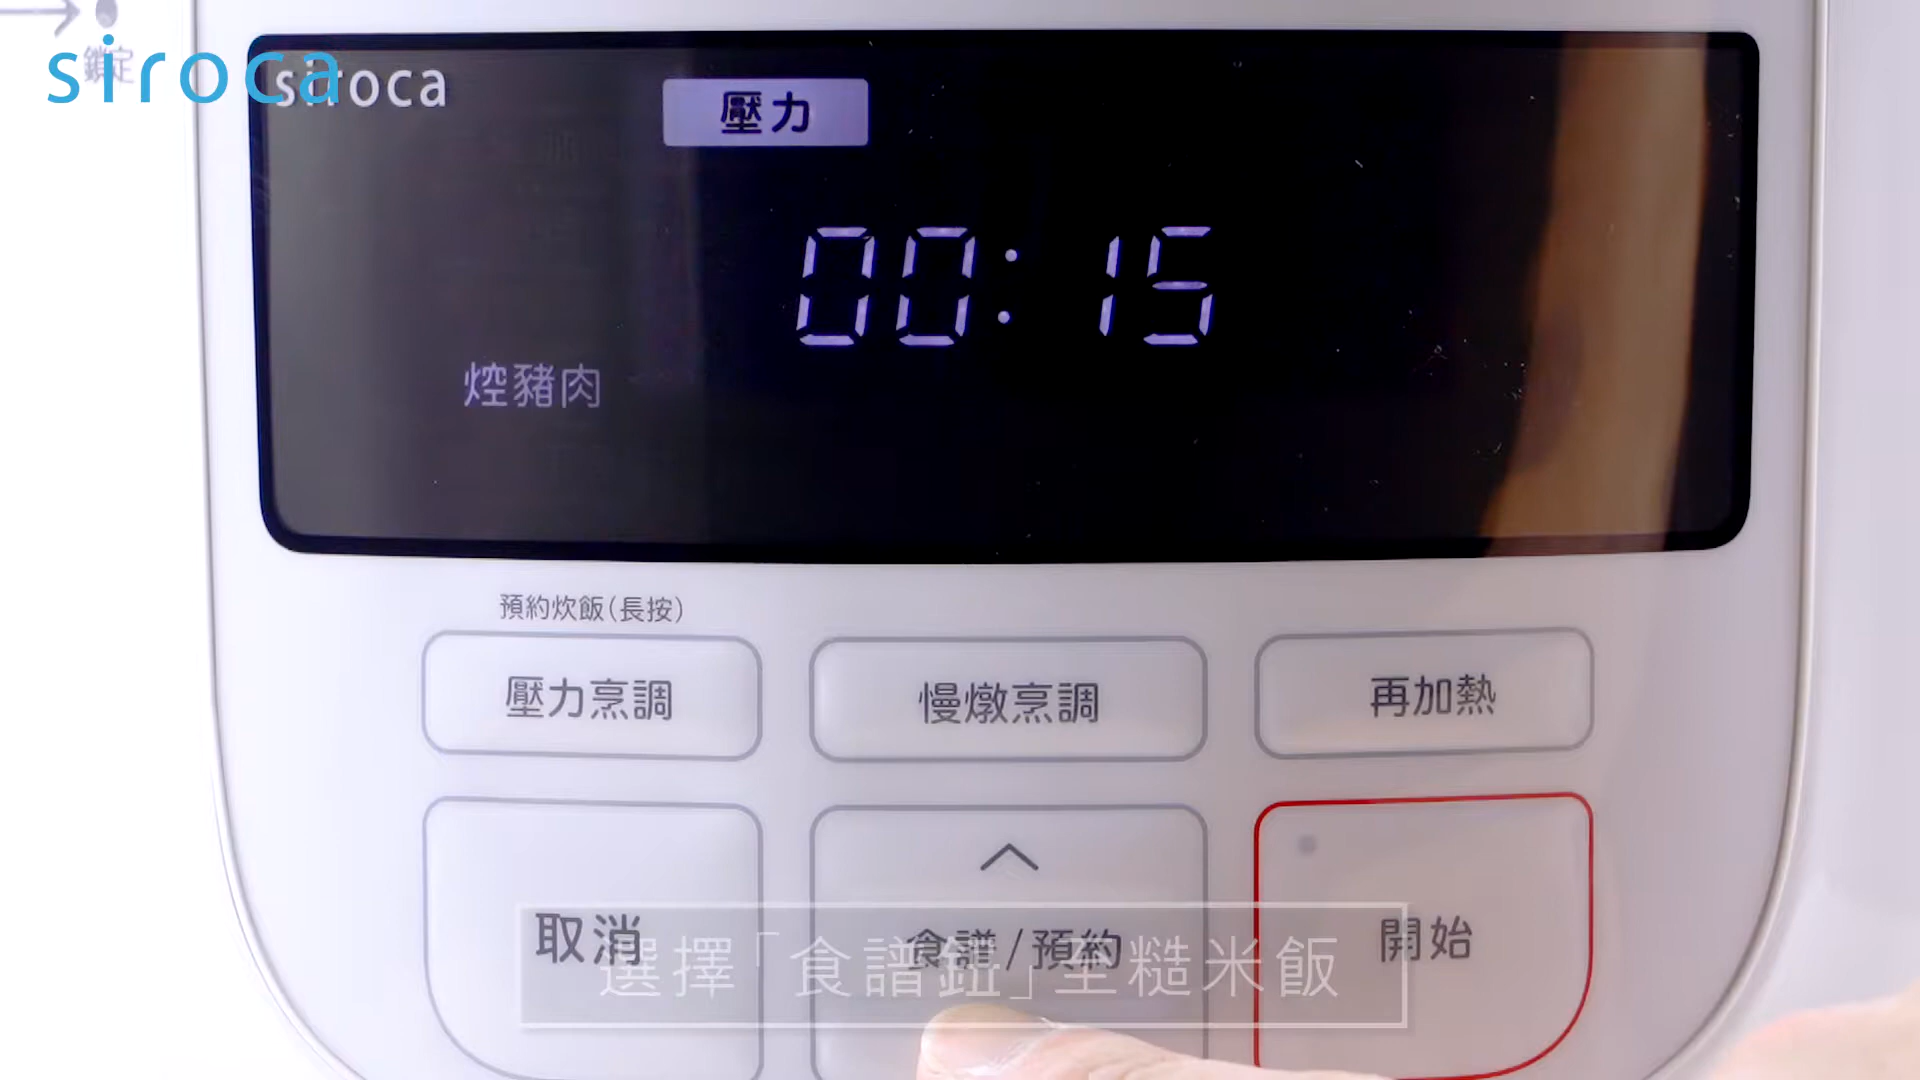 鎖定
siroca
siroca
壓力
00:15
焢豬肉
預約炊飯(長按)
壓力烹調
慢燉烹調
再加熱
取消
食譜/預約
開始
選擇「食譜鈕」至糙米飯